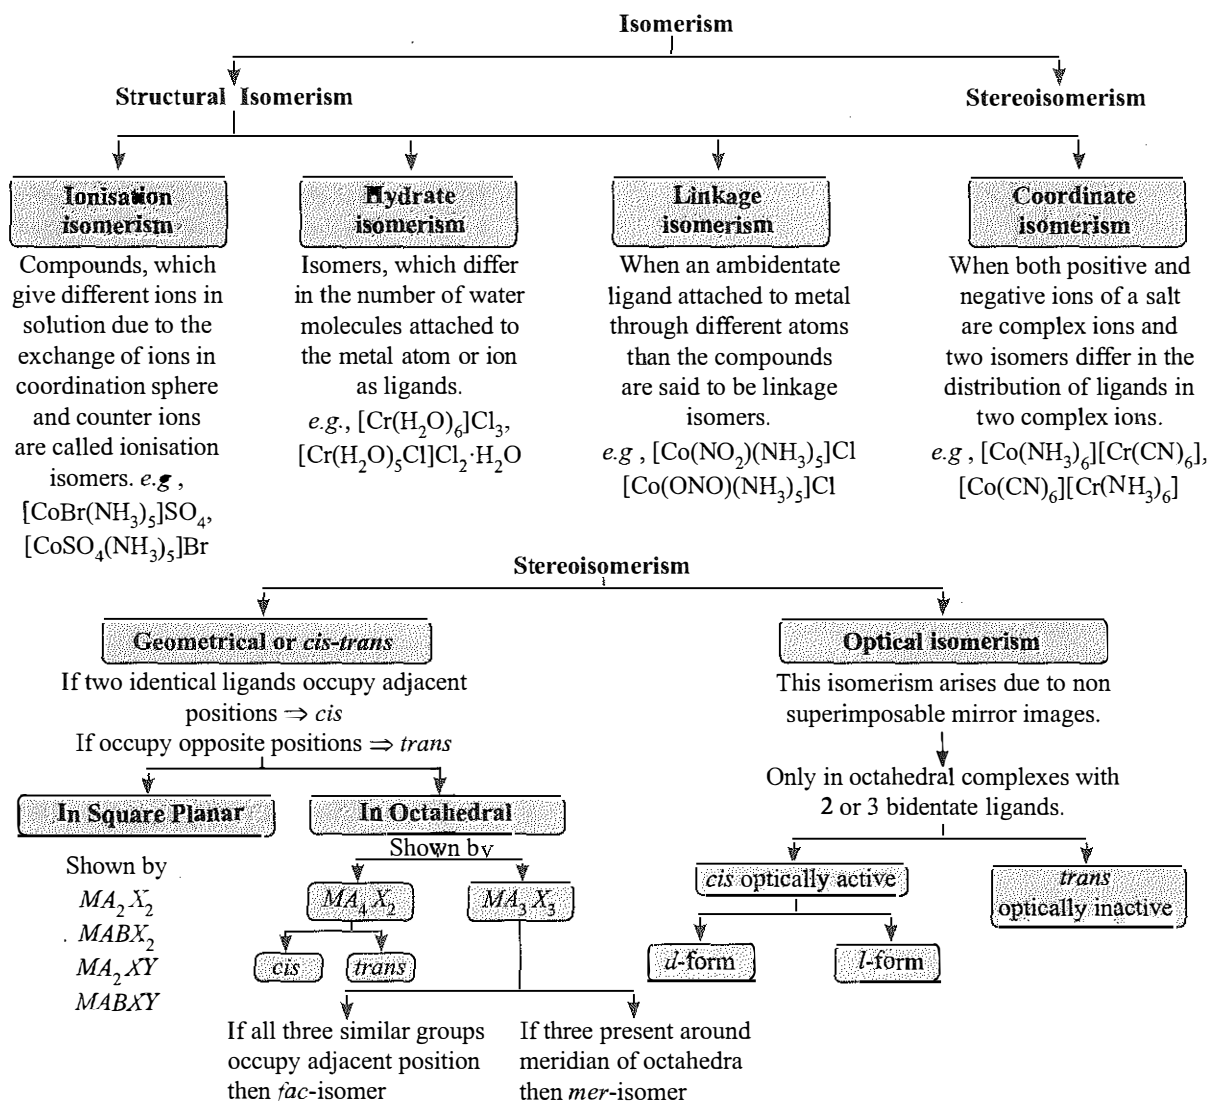 Isomerism
Structural Isomerism
Stereoisomerism
Ionisation
isomerism
Compounds, which
give different ions in
solution due to the
exchange of ions in
coordination sphere
and counter ions
are called ionisation
isomers. e.g ,
[CoBr(NH₃)₅]SO₄,
[CoSO₄(NH₃)₅]Br
Hydrate
isomerism
Isomers, which differ
in the number of water
molecules attached to
the metal atom or ion
as ligands.
e.g., [Cr(H₂O)₆]Cl₃,
[Cr(H₂O)₅Cl]Cl₂·H₂O
Linkage
isomerism
When an ambidentate
ligand attached to metal
through different atoms
than the compounds
are said to be linkage
isomers.
e.g , [Co(NO₂)(NH₃)₅]Cl
[Co(ONO)(NH₃)₅]Cl
Coordinate
isomerism
When both positive and
negative ions of a salt
are complex ions and
two isomers differ in the
distribution of ligands in
two complex ions.
e.g , [Co(NH₃)₆][Cr(CN)₆],
[Co(CN)₆][Cr(NH₃)₆]
Stereoisomerism
Geometrical or cis-trans
If two identical ligands occupy adjacent
positions ⇒ cis
If occupy opposite positions ⇒ trans
In Square Planar
Shown by
MA₂X₂
MABX₂
MA₂XY
MABXY
In Octahedral
Shown by
MA₄X₂
MA₃X₃
cis
trans
If all three similar groups
occupy adjacent position
then fac-isomer
If three present around
meridian of octahedra
then mer-isomer
Optical isomerism
This isomerism arises due to non
superimposable mirror images.
Only in octahedral complexes with
2 or 3 bidentate ligands.
cis optically active
trans
optically inactive
d-form
l-form